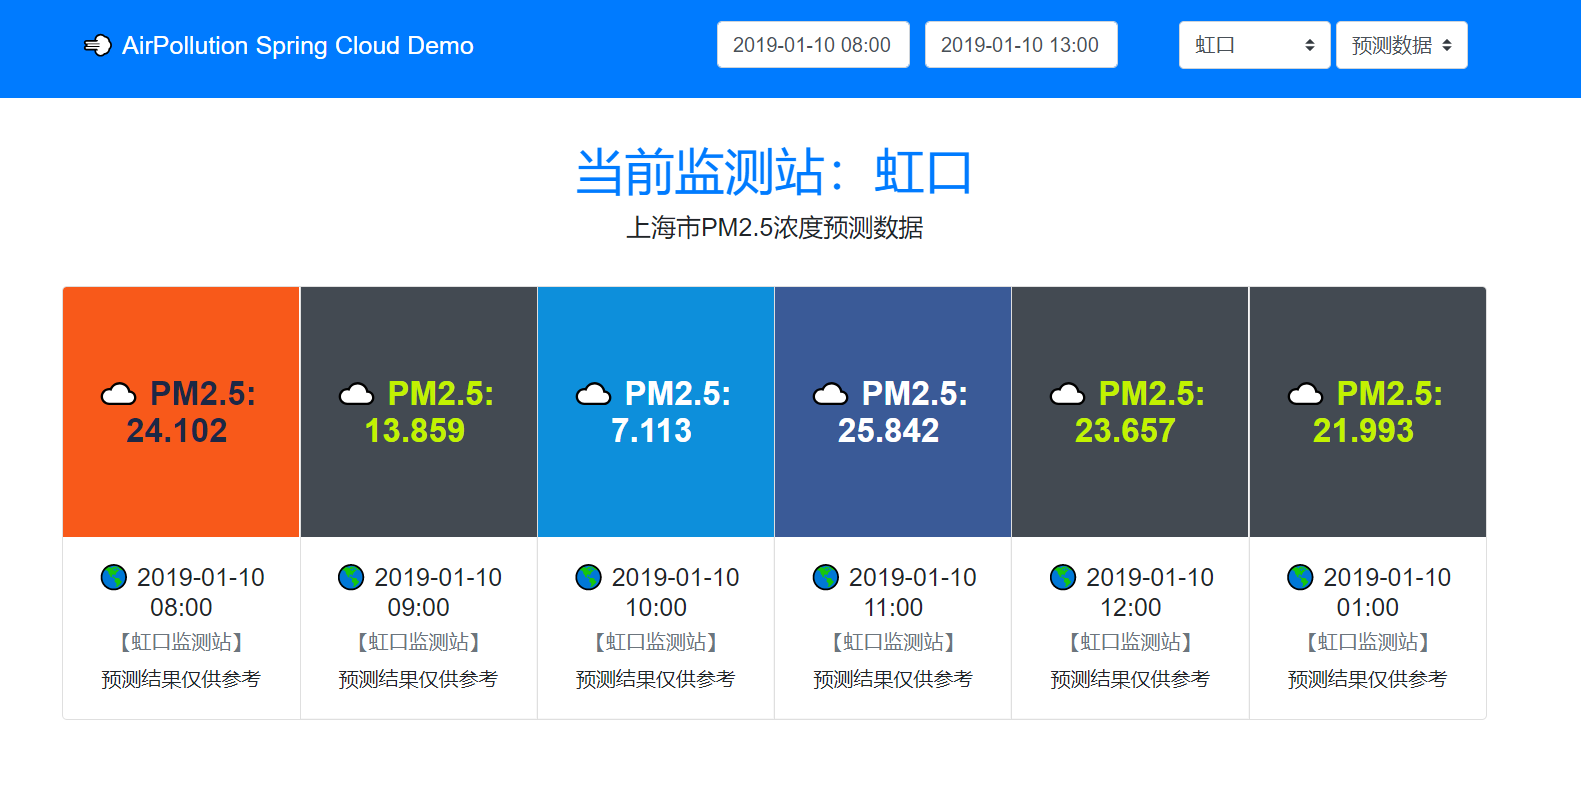 AirPollution Spring Cloud Demo
2019-01-10 08:00
2019-01-10 13:00
虹口
预测数据
当前监测站：虹口
上海市PM2.5浓度预测数据
PM2.5:
24.102
2019-01-10
08:00
【虹口监测站】
预测结果仅供参考
PM2.5:
13.859
2019-01-10
09:00
【虹口监测站】
预测结果仅供参考
PM2.5:
7.113
2019-01-10
10:00
【虹口监测站】
预测结果仅供参考
PM2.5:
25.842
2019-01-10
11:00
【虹口监测站】
预测结果仅供参考
PM2.5:
23.657
2019-01-10
12:00
【虹口监测站】
预测结果仅供参考
PM2.5:
21.993
2019-01-10
01:00
【虹口监测站】
预测结果仅供参考